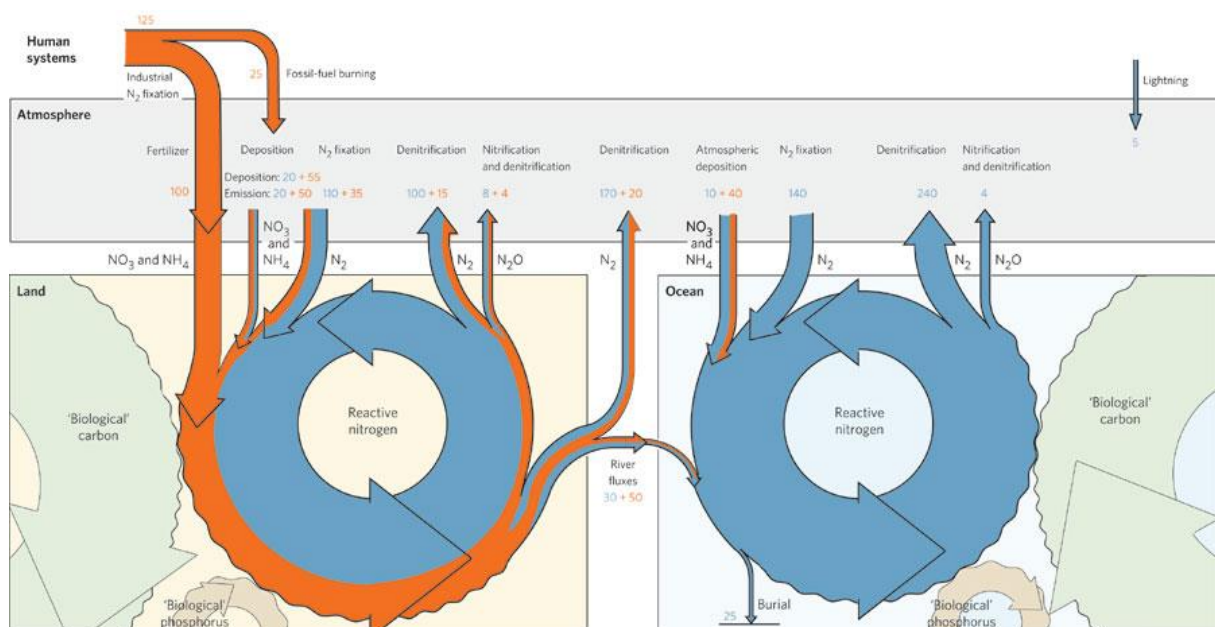 125
Human
systems
25
Fossil-fuel burning
Industrial
N₂ fixation
Lightning
Atmosphere
Fertilizer
Deposition
N₂ fixation
Denitrification
Nitrification
and denitrification
Denitrification
Atmospheric
deposition
N₂ fixation
Denitrification
Nitrification
and denitrification
5
Deposition: 20 + 55
100
Emission: 20 + 50
110 + 35
100 + 15
8 + 4
170 + 20
10 + 40
140
240
4
NO₃
and
NH₄
NO₃ and NH₄
N₂
N₂
N₂O
N₂
NO₃
and
NH₄
N₂
N₂
N₂O
Land
Ocean
'Biological'
carbon
Reactive
nitrogen
Reactive
nitrogen
'Biological'
carbon
River
fluxes
30 + 50
'Biological'
phosphorus
Burial
25
'Biological'
phosphorus